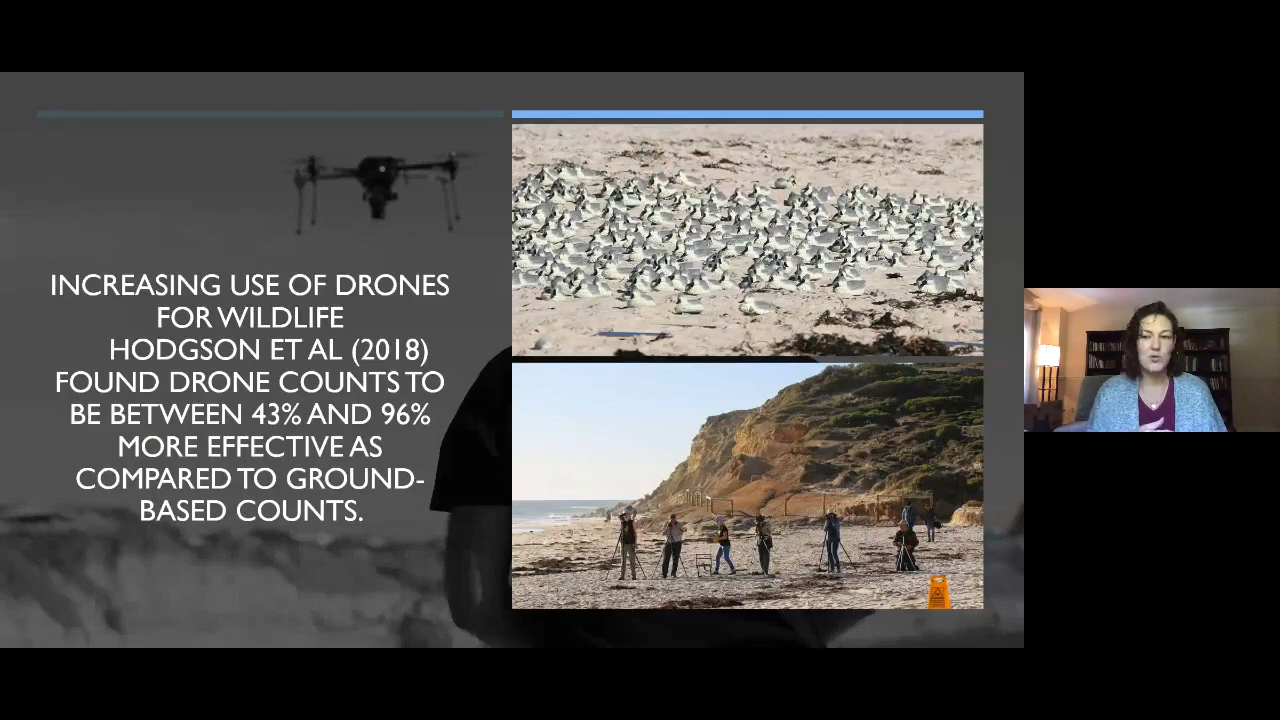 INCREASING USE OF DRONES
FOR WILDLIFE
HODGSON ET AL (2018)
FOUND DRONE COUNTS TO
BE BETWEEN 43% AND 96%
MORE EFFECTIVE AS
COMPARED TO GROUND-
BASED COUNTS.